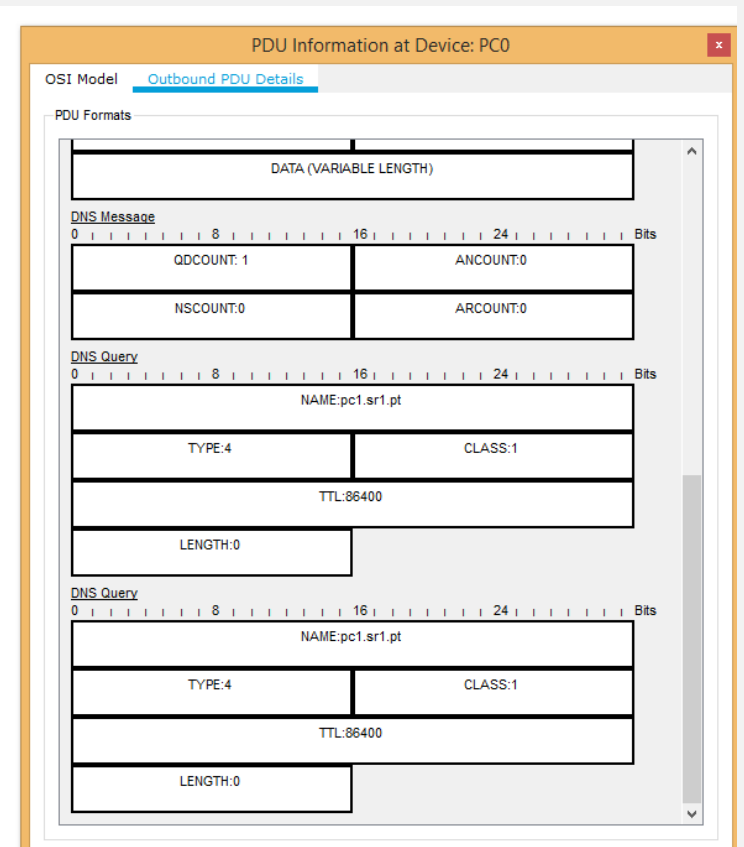 PDU Information at Device: PC0
x
OSI Model Outbound PDU Details
PDU Formats
DATA (VARIABLE LENGTH)
DNS Message
0 8 16 24 Bits
QDCOUNT: 1 ANCOUNT:0
NSCOUNT:0 ARCOUNT:0
DNS Query
0 8 16 24 Bits
NAME:pc1.sr1.pt
TYPE:4 CLASS:1
TTL:86400
LENGTH:0
DNS Query
0 8 16 24 Bits
NAME:pc1.sr1.pt
TYPE:4 CLASS:1
TTL:86400
LENGTH:0